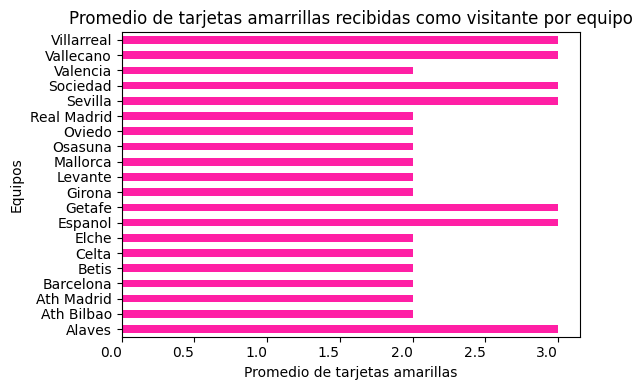 Promedio de tarjetas amarrillas recibidas como visitante por equipo
Villarreal
Vallecano
Valencia
Sociedad
Sevilla
Real Madrid
Oviedo
Osasuna
Mallorca
Levante
Girona
Getafe
Espanol
Elche
Celta
Betis
Barcelona
Ath Madrid
Ath Bilbao
Alaves
Equipos
0.0 0.5 1.0 1.5 2.0 2.5 3.0
Promedio de tarjetas amarillas